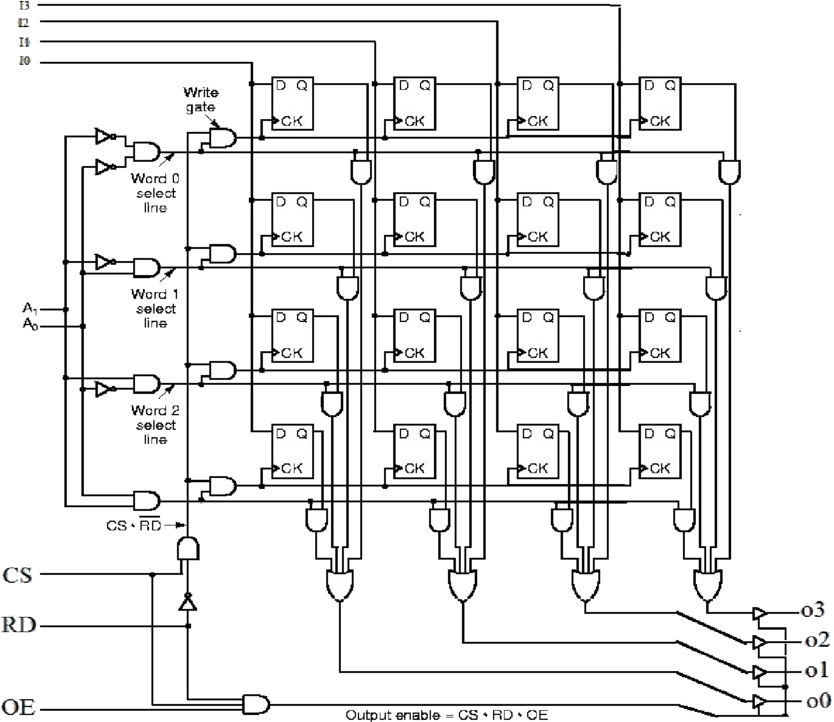 I3
I2
I1
I0
D Q
D Q
D Q
D Q
Write
gate
CK
CK
CK
CK
Word 0
select
line
D Q
D Q
D Q
D Q
CK
CK
CK
CK
Word 1
select
line
A1
A0
D Q
D Q
D Q
D Q
CK
CK
CK
CK
Word 2
select
line
D Q
D Q
D Q
D Q
CK
CK
CK
CK
CS • R̅D̅
CS
RD
OE
o3
o2
o1
o0
Output enable = CS • RD • OE